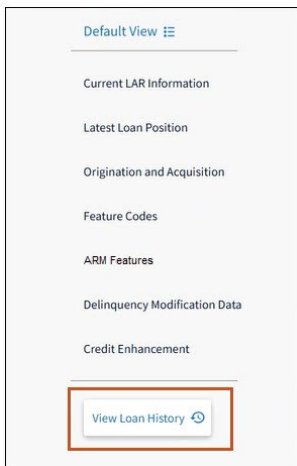 Default View
Current LAR Information
Latest Loan Position
Origination and Acquisition
Feature Codes
ARM Features
Delinquency Modification Data
Credit Enhancement
View Loan History